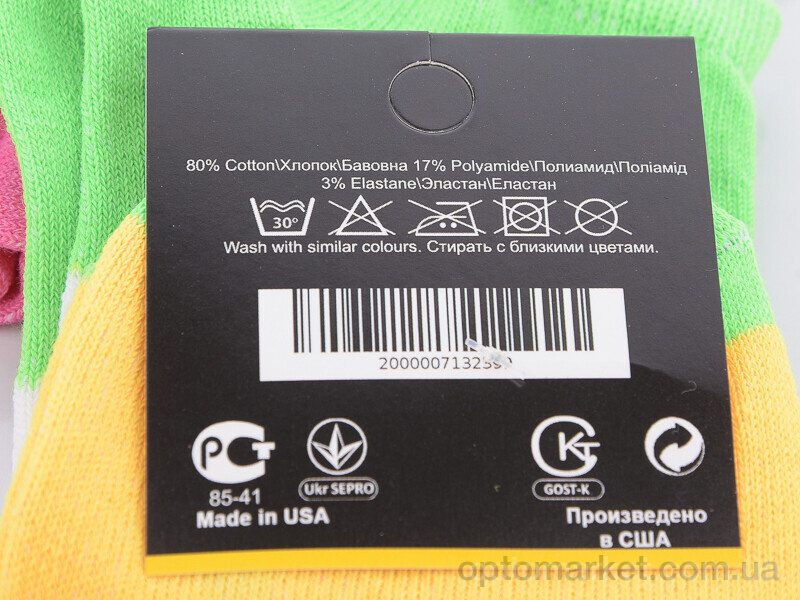 80% Cotton\Хлопок\Бавовна 17% Polyamide\Полиамид\Поліамід
3% Elastane\Эластан\Еластан
30°
Wash with similar colours. Стирать с близкими цветами.
РСТ
85-41
Made in USA
Ukr SEPRO
GOST-K
Произведено
в США
optomarket.com.ua